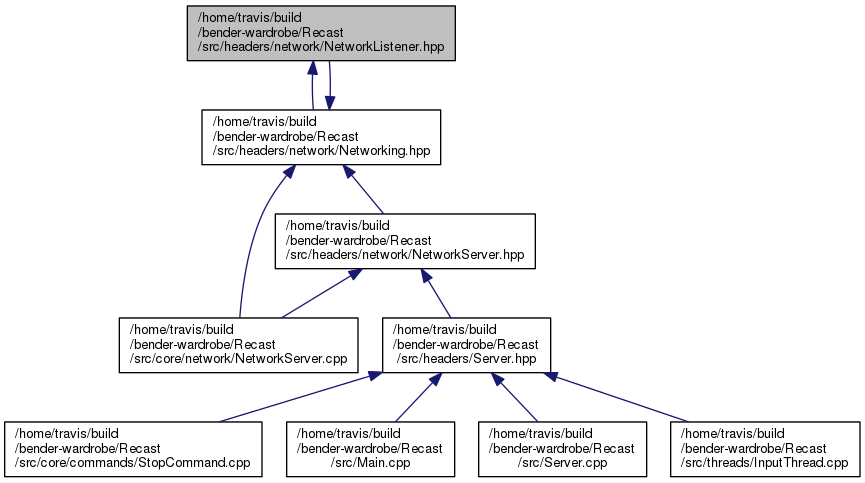 /home/travis/build
/bender-wardrobe/Recast
/src/headers/network/NetworkListener.hpp
/home/travis/build
/bender-wardrobe/Recast
/src/headers/network/Networking.hpp
/home/travis/build
/bender-wardrobe/Recast
/src/headers/network/NetworkServer.hpp
/home/travis/build
/bender-wardrobe/Recast
/src/core/network/NetworkServer.cpp
/home/travis/build
/bender-wardrobe/Recast
/src/headers/Server.hpp
/home/travis/build
/bender-wardrobe/Recast
/src/core/commands/StopCommand.cpp
/home/travis/build
/bender-wardrobe/Recast
/src/Main.cpp
/home/travis/build
/bender-wardrobe/Recast
/src/Server.cpp
/home/travis/build
/bender-wardrobe/Recast
/src/threads/InputThread.cpp